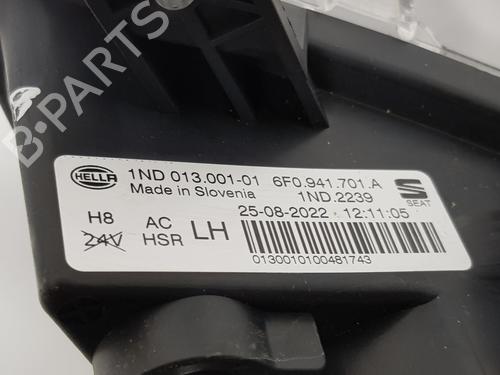 B-PARTS
HELLA
1ND 013.001-01 6F0.941.701.A
Made in Slovenia 1ND.2239
SEAT
25-08-2022 - 12:11:05
H8 AC
24V HSR LH
0130010100481743